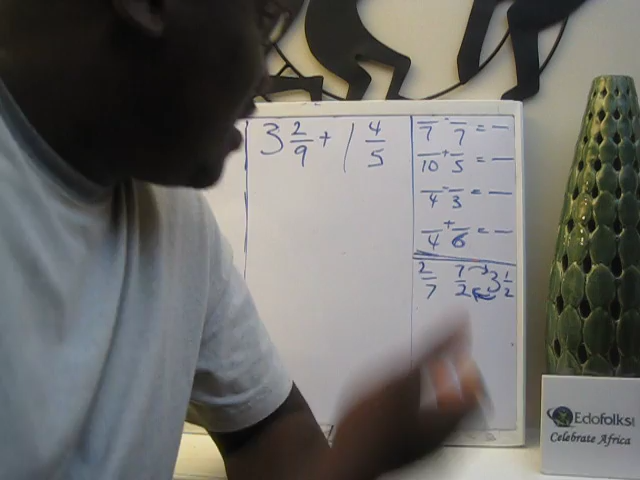 3 2/9 + 1 4/5
/7 - /7 = —
/10 + /5 = —
/4 - /3 = —
/4 + /6 = —
2/7 7/2 3 1/2
Edofolks
Celebrate Africa